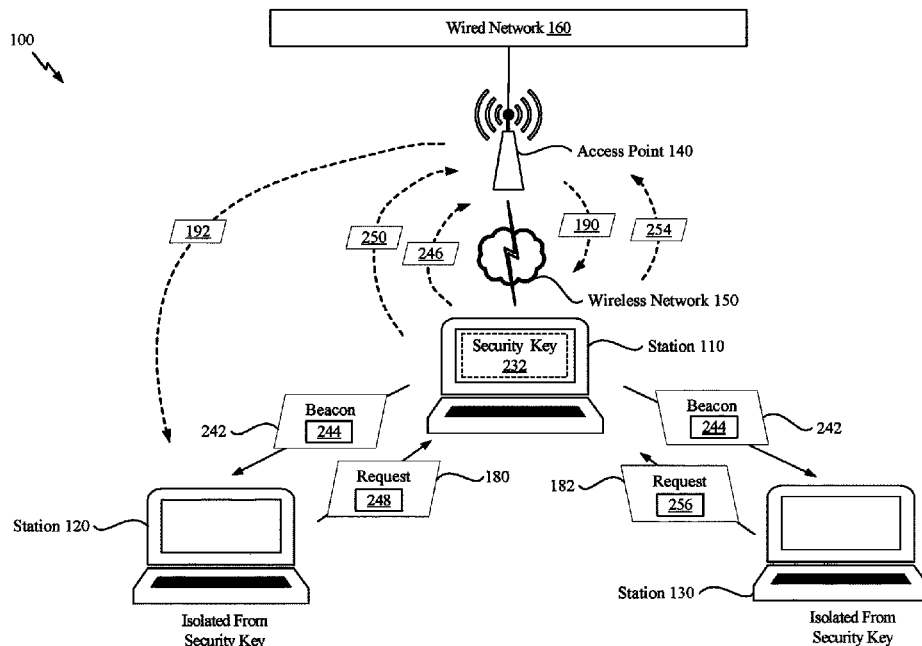 Wired Network 160
100
Access Point 140
192
250
246
190
254
Wireless Network 150
Security Key
232
Station 110
Beacon
244
242
Beacon
244
242
Request
248
180
182
Request
256
Station 120
Station 130
Isolated From
Security Key
Isolated From
Security Key